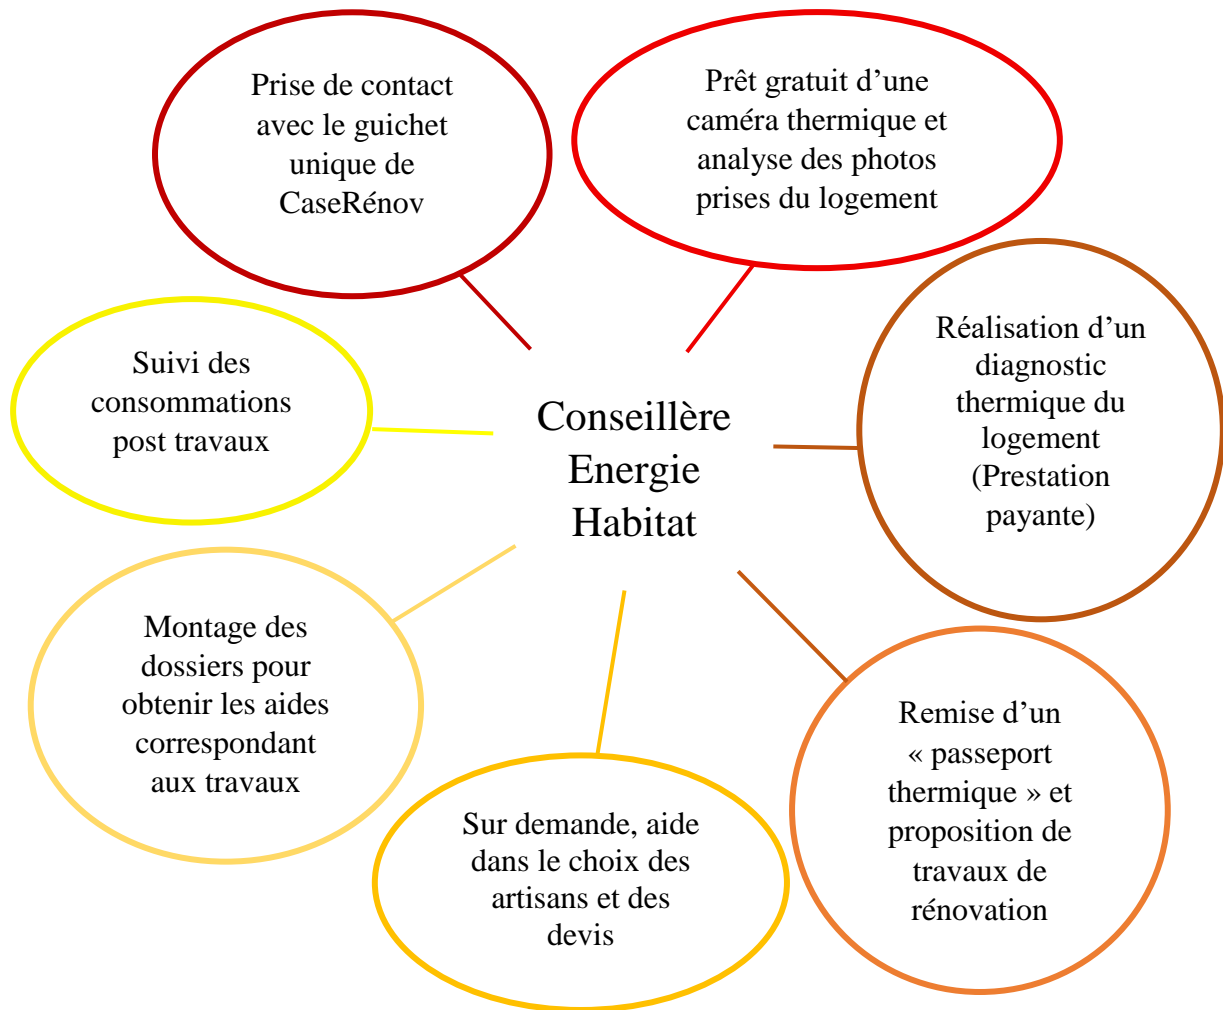 Prise de contact
avec le guichet
unique de
CaseRénov
Prêt gratuit d’une
caméra thermique et
analyse des photos
prises du logement
Réalisation d’un
diagnostic
thermique du
logement
(Prestation
payante)
Remise d’un
« passeport
thermique » et
proposition de
travaux de
rénovation
Sur demande, aide
dans le choix des
artisans et des
devis
Montage des
dossiers pour
obtenir les aides
correspondant
aux travaux
Suivi des
consommations
post travaux
Conseillère
Energie
Habitat